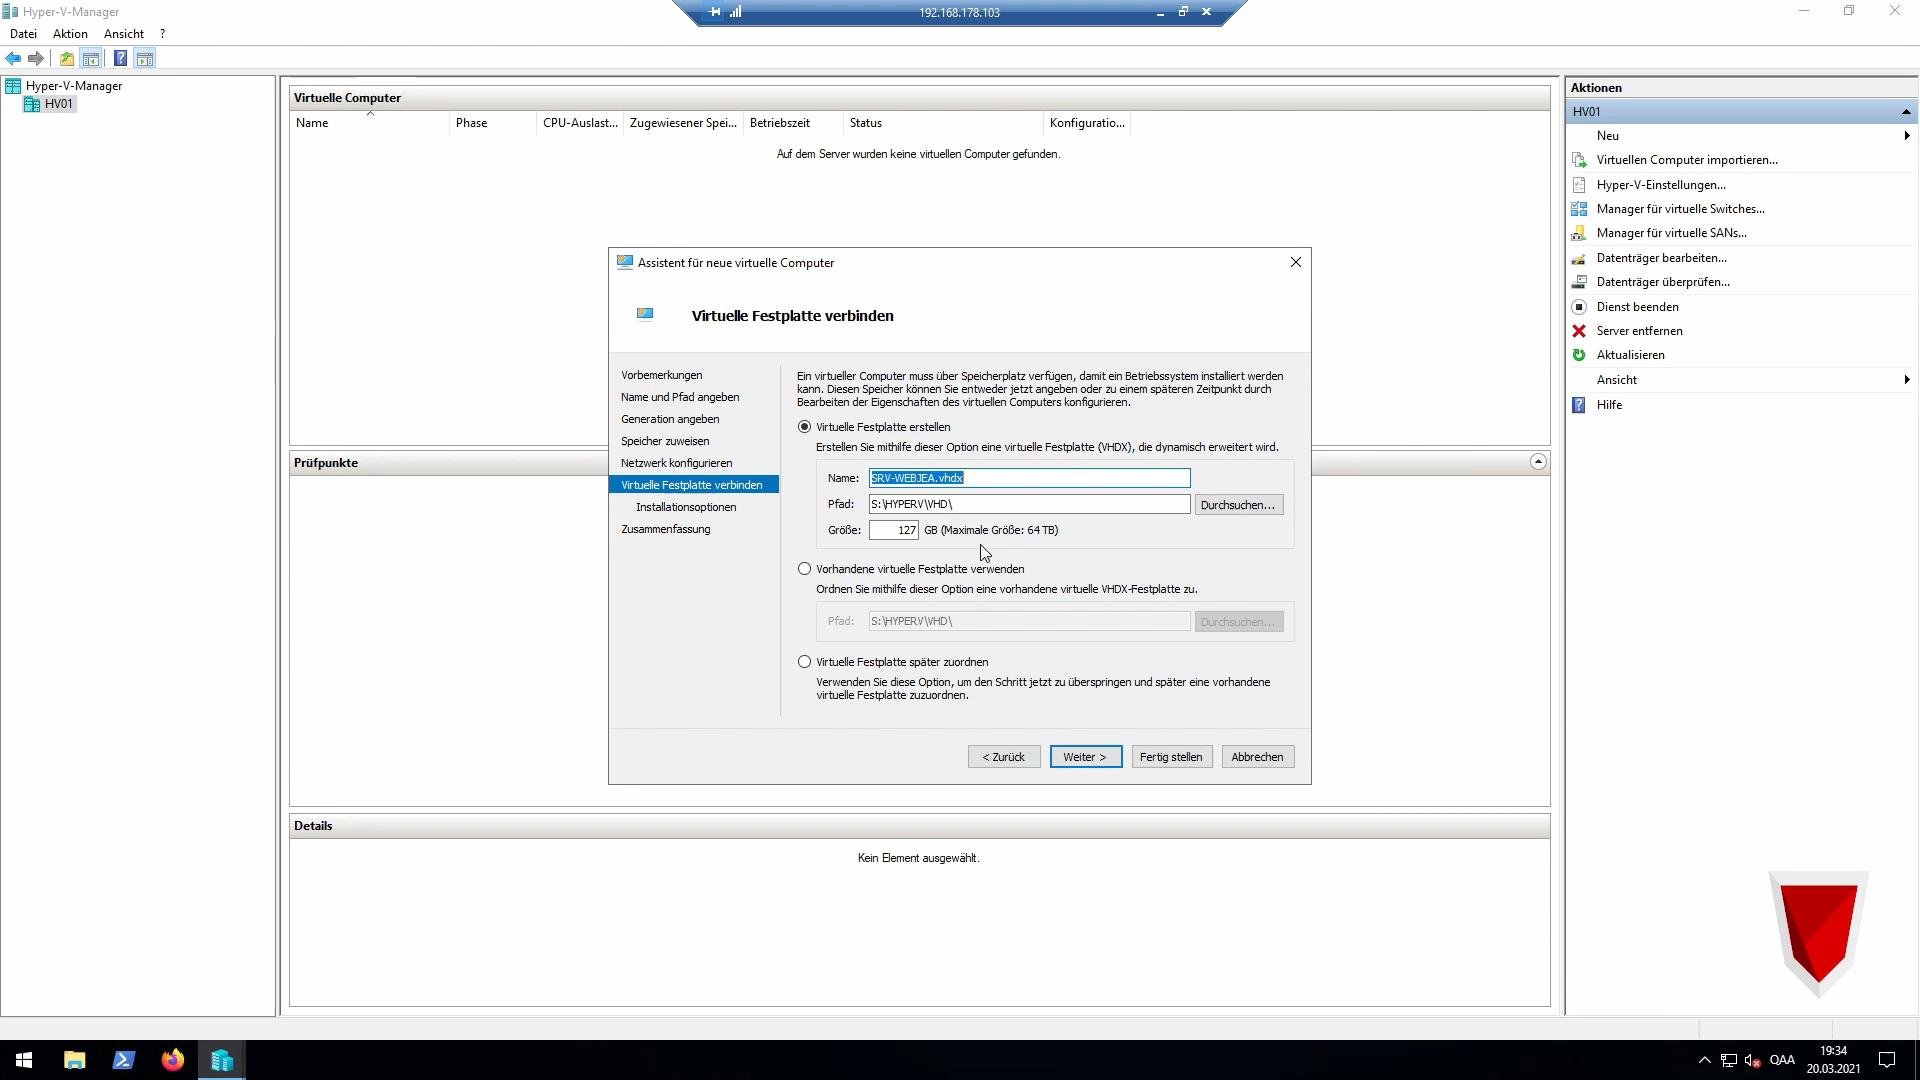 Hyper-V-Manager
192.168.178.103
Datei Aktion Ansicht ?
Hyper-V-Manager
HV01
Virtuelle Computer
Name Phase CPU-Auslast... Zugewiesener Spei... Betriebszeit Status Konfiguratio...
Auf dem Server wurden keine virtuellen Computer gefunden.
Prüfpunkte
Details
Kein Element ausgewählt.
Assistent für neue virtuelle Computer
Virtuelle Festplatte verbinden
Vorbemerkungen
Name und Pfad angeben
Generation angeben
Speicher zuweisen
Netzwerk konfigurieren
Virtuelle Festplatte verbinden
Installationsoptionen
Zusammenfassung
Ein virtueller Computer muss über Speicherplatz verfügen, damit ein Betriebssystem installiert werden
kann. Diesen Speicher können Sie entweder jetzt angeben oder zu einem späteren Zeitpunkt durch
Bearbeiten der Eigenschaften des virtuellen Computers konfigurieren.
Virtuelle Festplatte erstellen
Erstellen Sie mithilfe dieser Option eine virtuelle Festplatte (VHDX), die dynamisch erweitert wird.
Name: SRV-WEBJEA.vhdx
Pfad: S:\HYPERV\VHD\ Durchsuchen...
Größe: 127 GB (Maximale Größe: 64 TB)
Vorhandene virtuelle Festplatte verwenden
Ordnen Sie mithilfe dieser Option eine vorhandene virtuelle VHDX-Festplatte zu.
Pfad: S:\HYPERV\VHD\ Durchsuchen...
Virtuelle Festplatte später zuordnen
Verwenden Sie diese Option, um den Schritt jetzt zu überspringen und später eine vorhandene
virtuelle Festplatte zuzuordnen.
< Zurück Weiter > Fertig stellen Abbrechen
Aktionen
HV01
Neu
Virtuellen Computer importieren...
Hyper-V-Einstellungen...
Manager für virtuelle Switches...
Manager für virtuelle SANs...
Datenträger bearbeiten...
Datenträger überprüfen...
Dienst beenden
Server entfernen
Aktualisieren
Ansicht
Hilfe
QAA
19:34
20.03.2021